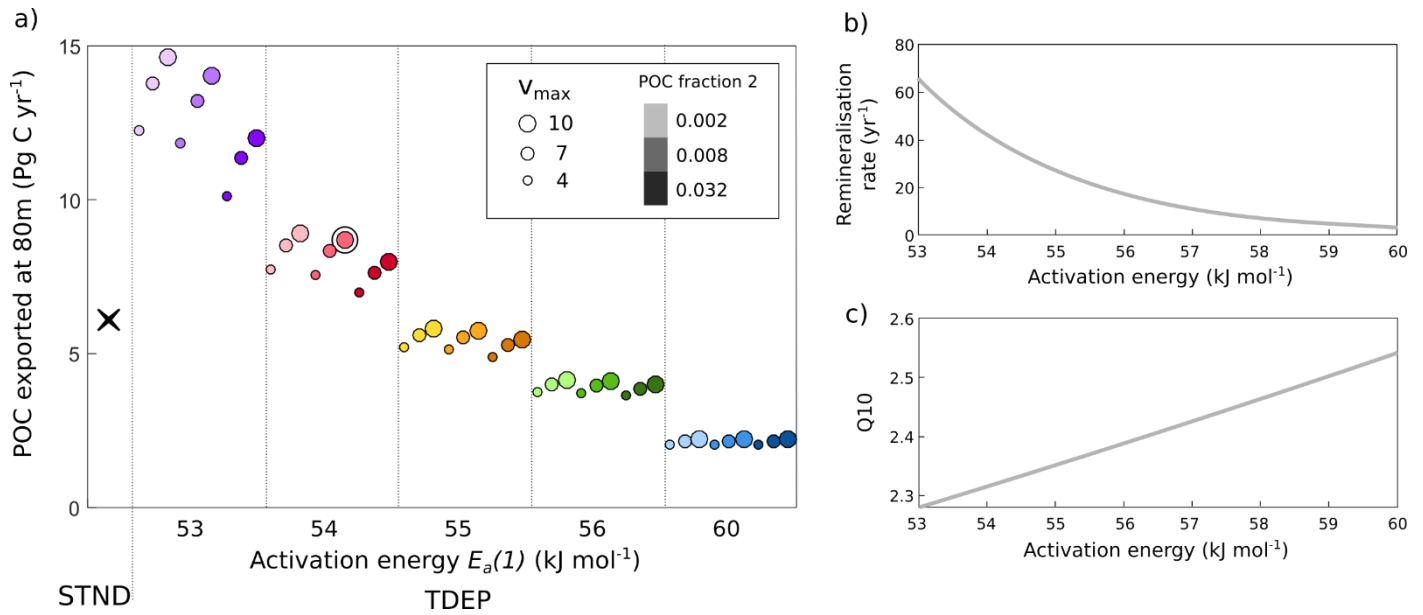 a)
15
10
5
0
POC exported at 80m (Pg C yr⁻¹)
vmax
10
7
4
POC fraction 2
0.002
0.008
0.032
53
54
55
56
60
Activation energy Eₐ(1) (kJ mol⁻¹)
STND
TDEP
b)
80
60
40
20
0
Remineralisation
rate (yr⁻¹)
53 54 55 56 57 58 59 60
Activation energy (kJ mol⁻¹)
c)
2.6
2.5
2.4
2.3
Q10
53 54 55 56 57 58 59 60
Activation energy (kJ mol⁻¹)